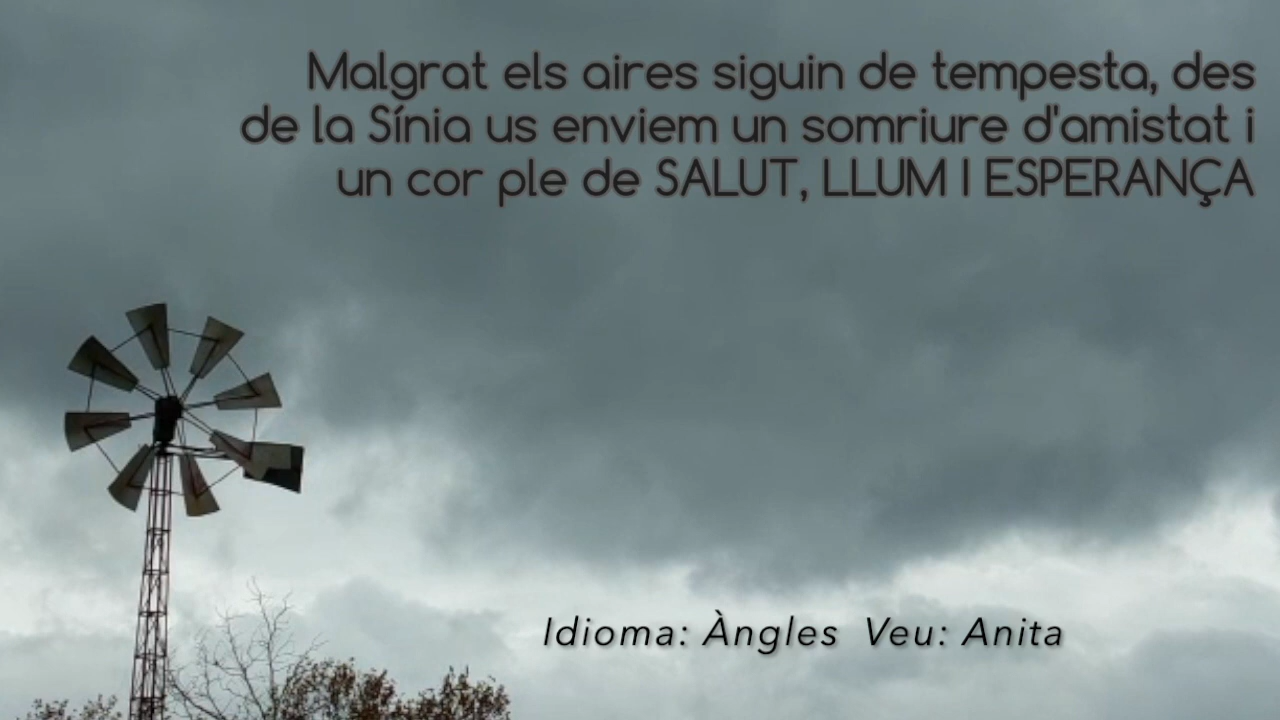 Malgrat els aires siguin de tempesta, des
de la Sínia us enviem un somriure d'amistat i
un cor ple de SALUT, LLUM I ESPERANÇA
Idioma: Àngles Veu: Anita